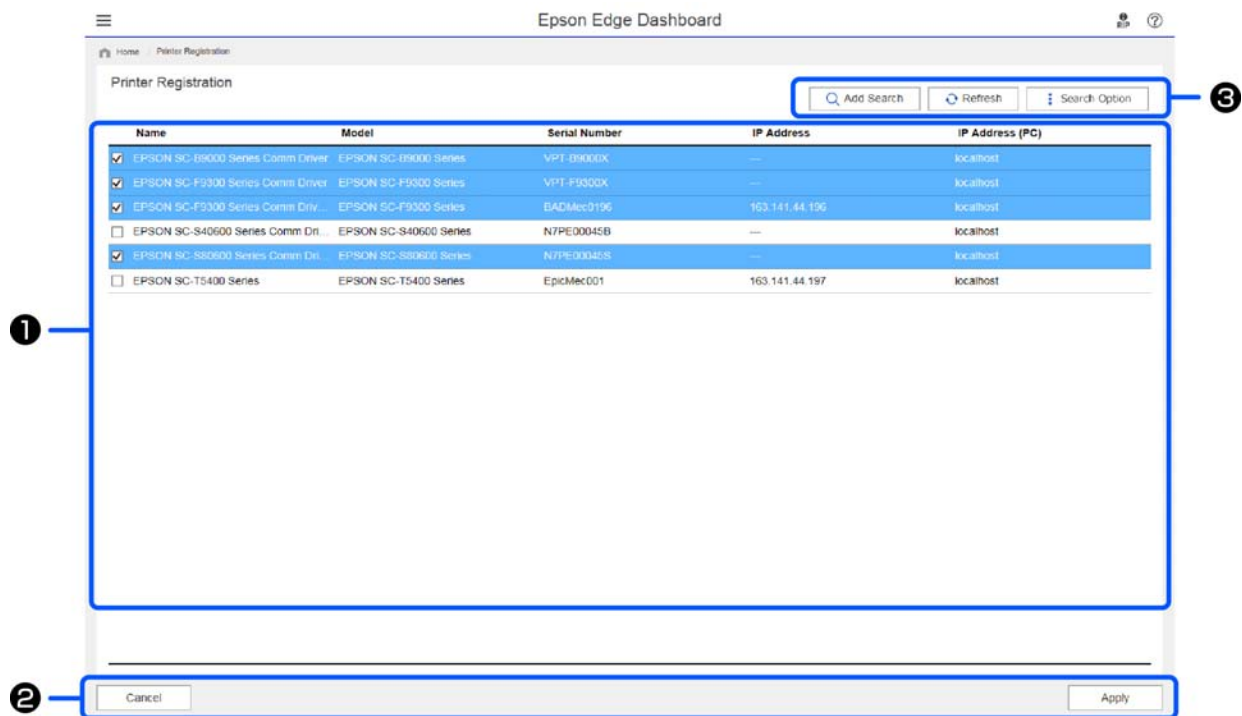 Epson Edge Dashboard
Home / Printer Registration
Printer Registration
Add Search Refresh Search Option
❸
Name Model Serial Number IP Address IP Address (PC)
EPSON SC-B9000 Series Comm Driver EPSON SC-B9000 Series VPT-B9000X --- localhost
EPSON SC-F9300 Series Comm Driver EPSON SC-F9300 Series VPT-F9300X --- localhost
EPSON SC-F9300 Series Comm Driv... EPSON SC-F9300 Series BADMec0196 163.141.44.196 localhost
EPSON SC-S40600 Series Comm Dri... EPSON SC-S40600 Series N7PE00045B --- localhost
EPSON SC-S80600 Series Comm Dri... EPSON SC-S80600 Series N7PE00045S --- localhost
EPSON SC-T5400 Series EPSON SC-T5400 Series EpicMec001 163.141.44.197 localhost
❶
❷
Cancel Apply